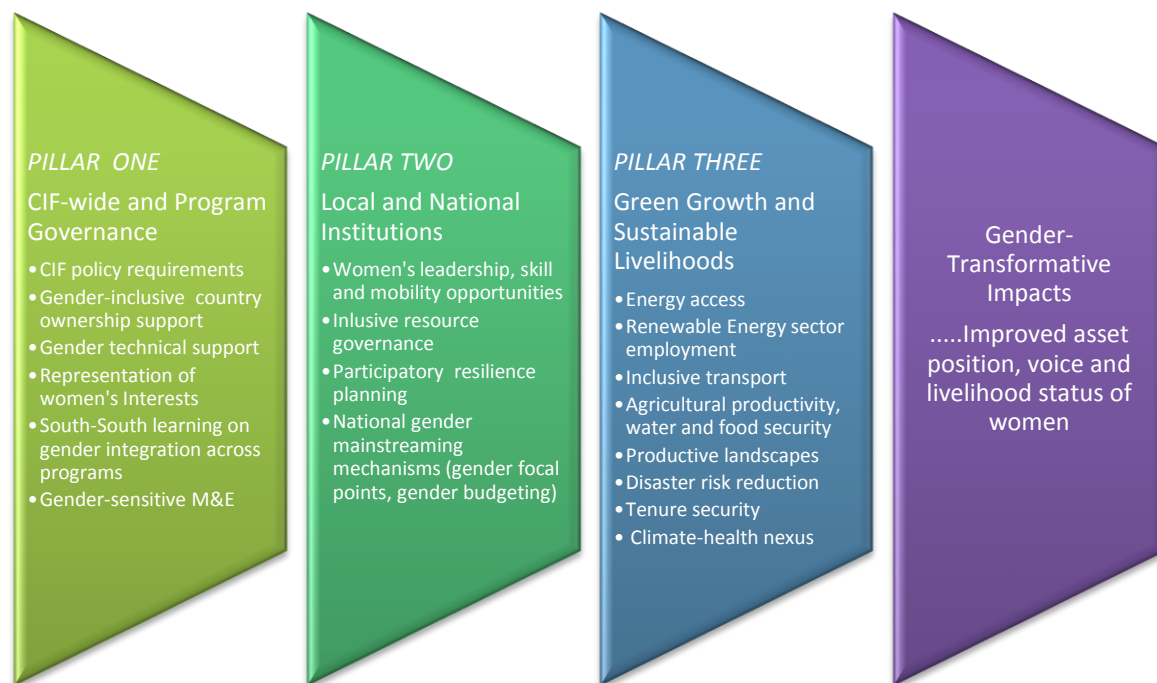 PILLAR  ONE
CIF-wide and Program
Governance
•CIF policy requirements
•Gender-inclusive  country
ownership support
•Gender technical support
•Representation of
women's Interests
•South-South learning on
gender integration across
programs
•Gender-sensitive M&E
PILLAR TWO
Local and National
Institutions
•Women's leadership, skill
and mobility opportunities
•Inlusive resource
governance
•Participatory  resilience
planning
•National gender
mainstreaming
mechanisms (gender focal
points, gender budgeting)
PILLAR THREE
Green Growth and
Sustainable
Livelihoods
•Energy access
•Renewable Energy sector
employment
•Inclusive transport
•Agricultural productivity,
water and food security
•Productive landscapes
•Disaster risk reduction
•Tenure security
• Climate-health nexus
Gender-
Transformative
Impacts
.....Improved asset
position, voice and
livelihood status of
women